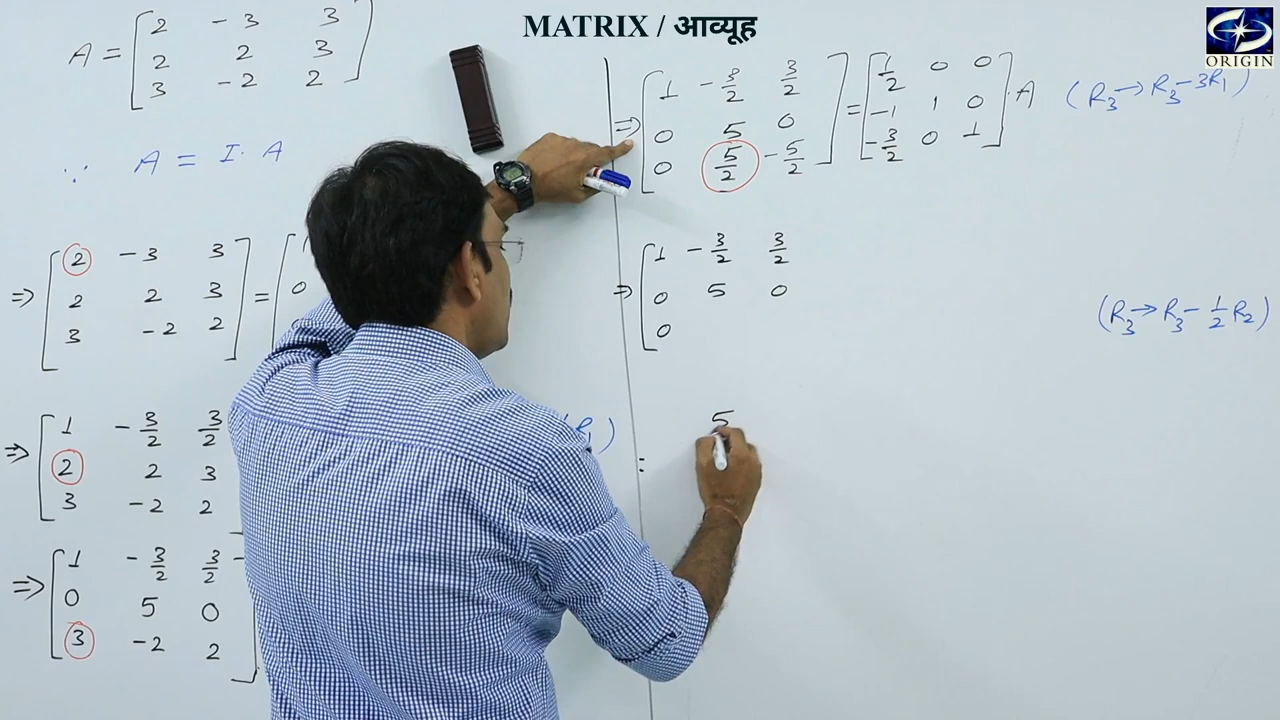 MATRIX / आव्यूह
ORIGIN
A = [2 -3 3
2 2 3
3 -2 2]
∵ A = I · A
=> [2 -3 3
2 2 3
3 -2 2] = [
0
=> [1 -3/2 3/2
2 2 3
3 -2 2
R1)
=> [1 -3/2 3/2
0 5 0
3 -2 2]
=> [1 -3/2 3/2
0 5 0
0 5/2 -5/2] = [1/2 0 0
-1 1 0
-3/2 0 1] · A (R3→R3-3R1)
=> [1 -3/2 3/2
0 5 0
0
(R3→R3-1/2 R2)
5